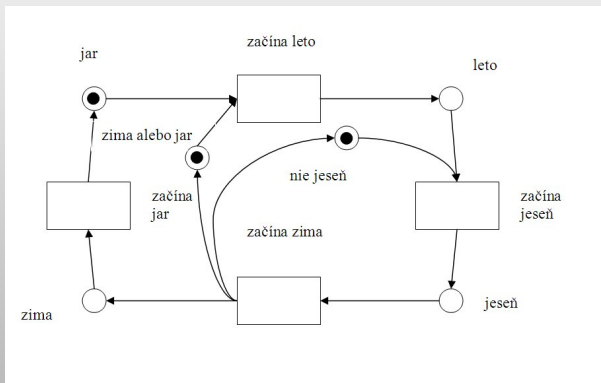 začína leto
jar
leto
zima alebo jar
nie jeseň
začína
jar
začína
jeseň
začína zima
zima
jeseň